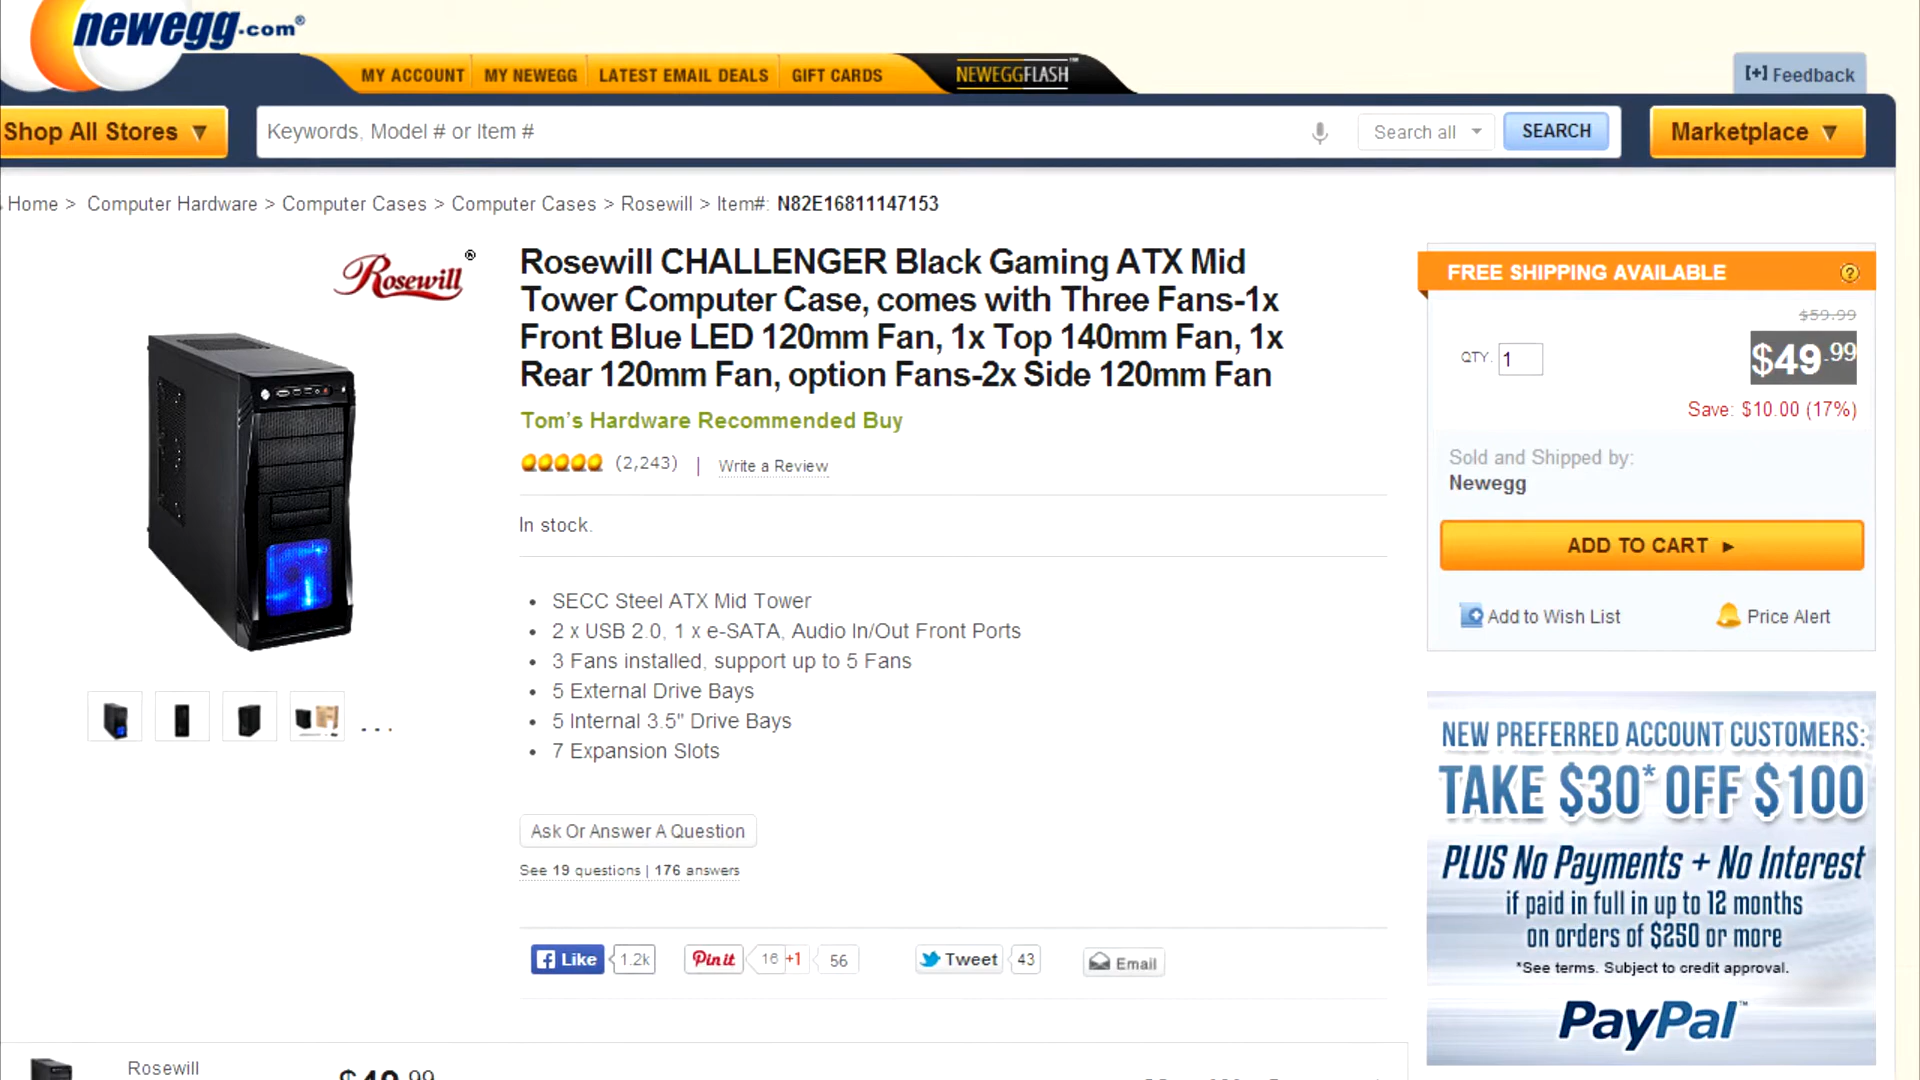 newegg.com®
MY ACCOUNT MY NEWEGG LATEST EMAIL DEALS GIFT CARDS NEWEGGFLASH™
[+] Feedback
Shop All Stores ▼ Keywords, Model # or Item # Search all SEARCH Marketplace ▼
Home > Computer Hardware > Computer Cases > Computer Cases > Rosewill > Item#: N82E16811147153
Rosewill®
Rosewill CHALLENGER Black Gaming ATX Mid
Tower Computer Case, comes with Three Fans-1x
Front Blue LED 120mm Fan, 1x Top 140mm Fan, 1x
Rear 120mm Fan, option Fans-2x Side 120mm Fan
Tom's Hardware Recommended Buy
(2,243) | Write a Review
In stock.
• SECC Steel ATX Mid Tower
• 2 x USB 2.0, 1 x e-SATA, Audio In/Out Front Ports
• 3 Fans installed, support up to 5 Fans
• 5 External Drive Bays
• 5 Internal 3.5" Drive Bays
• 7 Expansion Slots
...
Ask Or Answer A Question
See 19 questions | 176 answers
Like 1.2k Pin it 16 +1 56 Tweet 43 Email
FREE SHIPPING AVAILABLE ?
$59.99
QTY. 1 $49.99
Save: $10.00 (17%)
Sold and Shipped by:
Newegg
ADD TO CART ►
Add to Wish List Price Alert
NEW PREFERRED ACCOUNT CUSTOMERS:
TAKE $30* OFF $100
PLUS No Payments + No Interest
if paid in full in up to 12 months
on orders of $250 or more
*See terms. Subject to credit approval.
PayPal™
Rosewill
$49.99